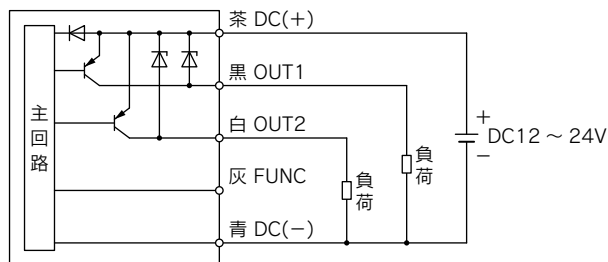 茶 DC(+)
黒 OUT1
主回路
白 OUT2
灰 FUNC
青 DC(−)
負荷
負荷
+
−
DC12 ~ 24V